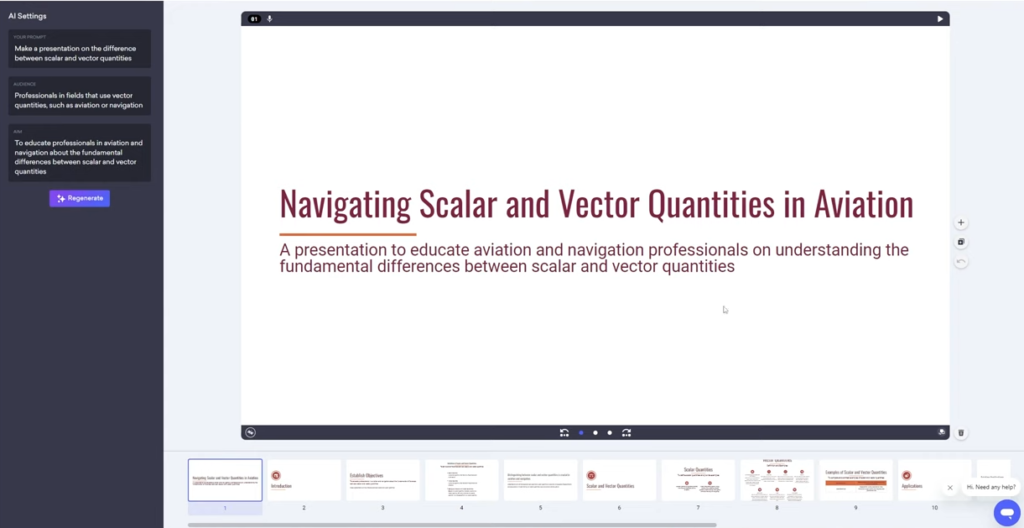 AI Settings
YOUR PROMPT
Make a presentation on the difference
between scalar and vector quantities
AUDIENCE
Professionals in fields that use vector
quantities, such as aviation or navigation
AIM
To educate professionals in aviation and
navigation about the fundamental
differences between scalar and vector
quantities
Regenerate
01
Navigating Scalar and Vector Quantities in Aviation
A presentation to educate aviation and navigation professionals on understanding the
fundamental differences between scalar and vector quantities
Navigating Scalar and Vector Quantities in Aviation
Introduction
Establish Objectives
Scalar and Vector Quantities
Scalar Quantities
Examples of Scalar and Vector Quantities
Applications
1
2
3
4
5
6
7
8
9
10
Hi. Need any help?